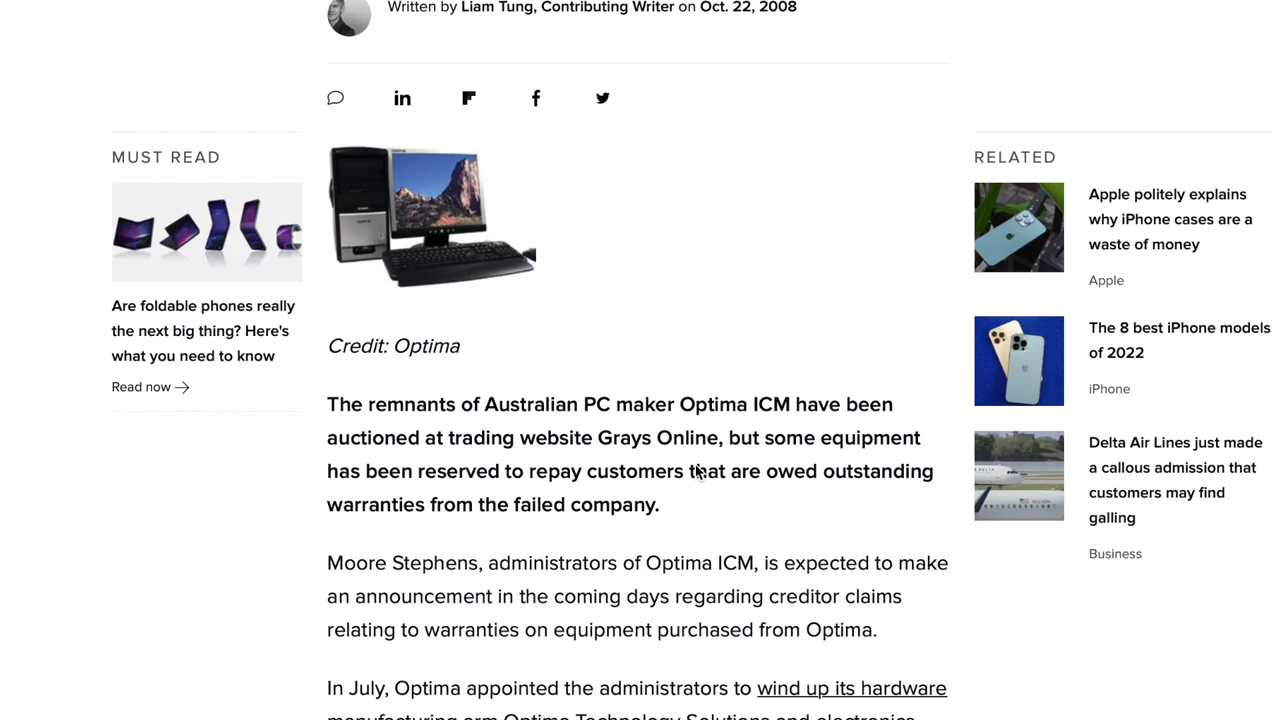 Written by Liam Tung, Contributing Writer on Oct. 22, 2008
MUST READ
Are foldable phones really
the next big thing? Here's
what you need to know
Read now
Credit: Optima
The remnants of Australian PC maker Optima ICM have been
auctioned at trading website Grays Online, but some equipment
has been reserved to repay customers that are owed outstanding
warranties from the failed company.
Moore Stephens, administrators of Optima ICM, is expected to make
an announcement in the coming days regarding creditor claims
relating to warranties on equipment purchased from Optima.
In July, Optima appointed the administrators to wind up its hardware
manufacturing arm Optima Technology Solutions and electronics
RELATED
Apple politely explains
why iPhone cases are a
waste of money
Apple
The 8 best iPhone models
of 2022
iPhone
Delta Air Lines just made
a callous admission that
customers may find
galling
Business